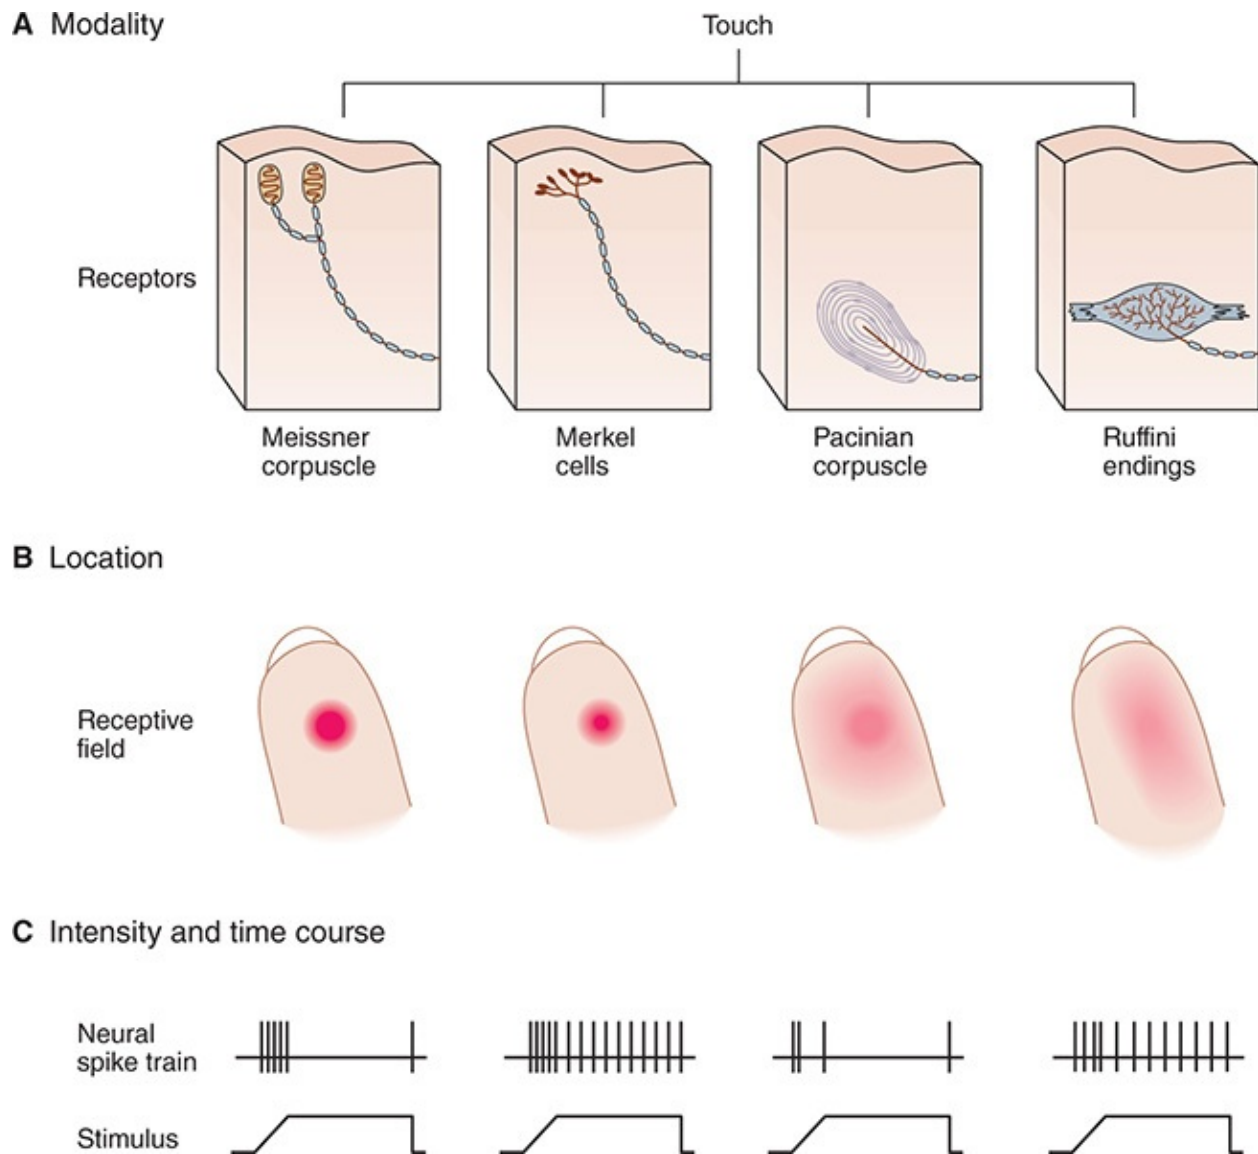 A Modality
Touch
Receptors
Meissner
corpuscle
Merkel
cells
Pacinian
corpuscle
Ruffini
endings
B Location
Receptive
field
C Intensity and time course
Neural
spike train
Stimulus